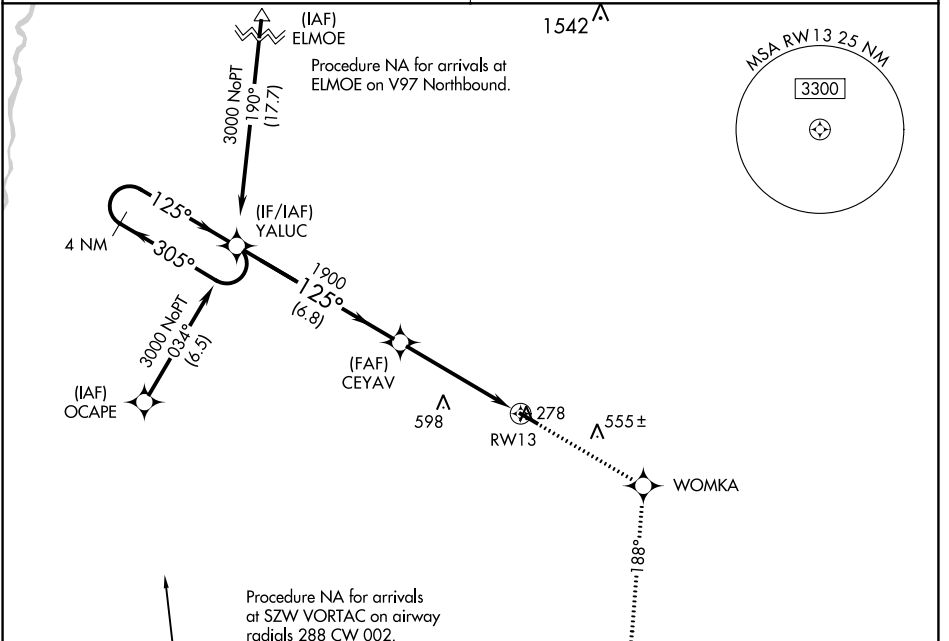 (IAF)
ELMOE
1542
Procedure NA for arrivals at
ELMOE on V97 Northbound.
MSA RW13 25 NM
3300
3000 NoPT
190°
(17.7)
125°
(IF/IAF)
YALUC
4 NM
305°
1900
125°
(6.8)
3000 NoPT
034°
(6.5)
(FAF)
CEYAV
(IAF)
OCAPE
598
278
RW13
555±
WOMKA
188°
Procedure NA for arrivals
at SZW VORTAC on airway
radials 288 CW 002.